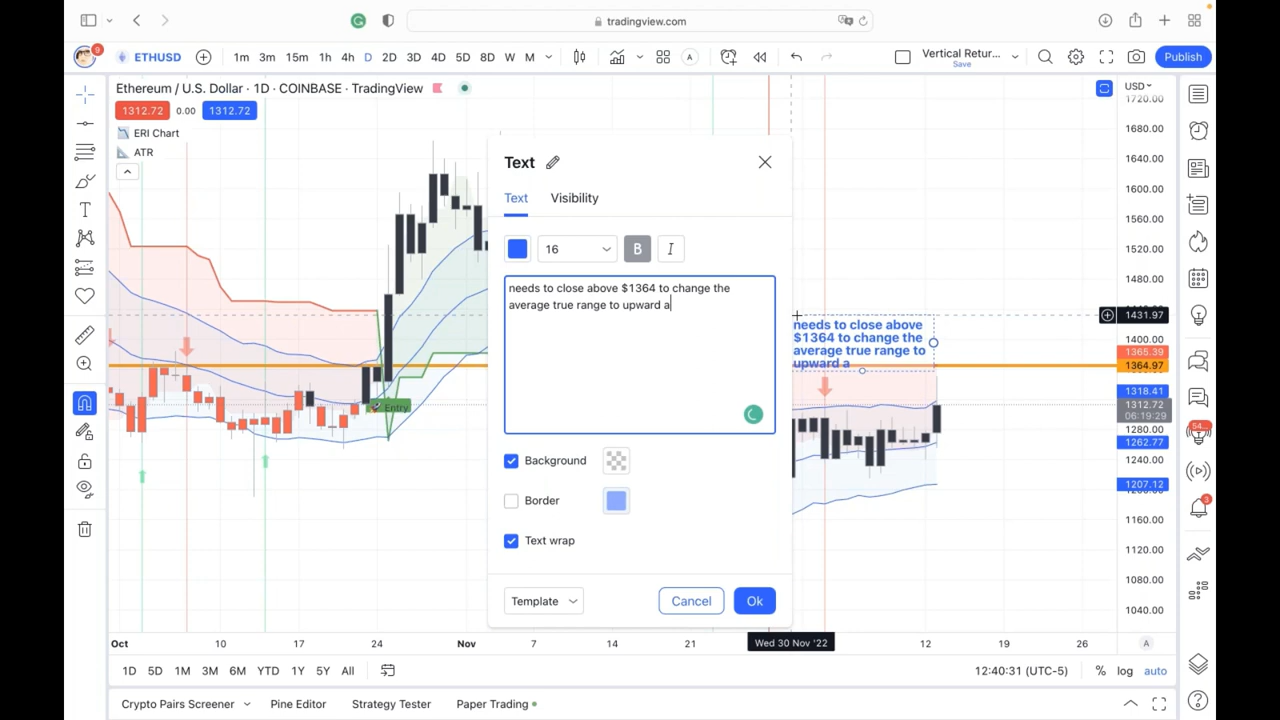 tradingview.com
9
ETHUSD
1m 3m 15m 1h 4h D 2D 3D 4D 5D 8D W M
A
Vertical Retur...
Save
Publish
Ethereum / U.S. Dollar · 1D · COINBASE · TradingView
1312.72 0.00 1312.72
ERI Chart
ATR
USD
1720.00
1680.00
1640.00
1600.00
1560.00
1520.00
1480.00
1431.97
1400.00
1365.39
1364.97
1318.41
1312.72
06:19:29
1280.00
1262.77
1240.00
1207.12
1160.00
1120.00
1080.00
1040.00
Text
Text Visibility
16 B I
needs to close above $1364 to change the
average true range to upward a
Background
Border
Text wrap
Template Cancel Ok
needs to close above
$1364 to change the
average true range to
upward a
Entry
54...
3
Oct 10 17 24 Nov 7 14 21 Wed 30 Nov '22 12 19 26 A
1D 5D 1M 3M 6M YTD 1Y 5Y All
12:40:31 (UTC-5) % log auto
Crypto Pairs Screener Pine Editor Strategy Tester Paper Trading